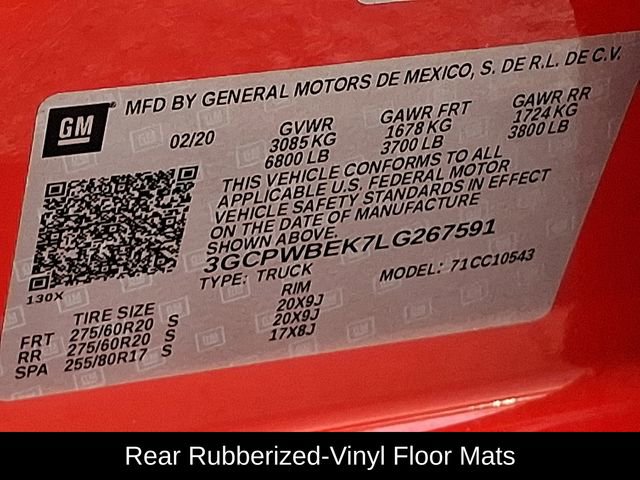 GM
MFD BY GENERAL MOTORS DE MEXICO, S. DE R.L. DE C.V.
02/20
GVWR
3085 KG
6800 LB
GAWR FRT
1678 KG
3700 LB
GAWR RR
1724 KG
3800 LB
THIS VEHICLE CONFORMS TO ALL
APPLICABLE U.S. FEDERAL MOTOR
VEHICLE SAFETY STANDARDS IN EFFECT
ON THE DATE OF MANUFACTURE
SHOWN ABOVE.
3GCPWBEK7LG267591
TYPE: TRUCK
MODEL: 71CC10543
130X
TIRE SIZE RIM
FRT 275/60R20 S 20X9J
RR 275/60R20 S 20X9J
SPA 255/80R17 S 17X8J
Rear Rubberized-Vinyl Floor Mats